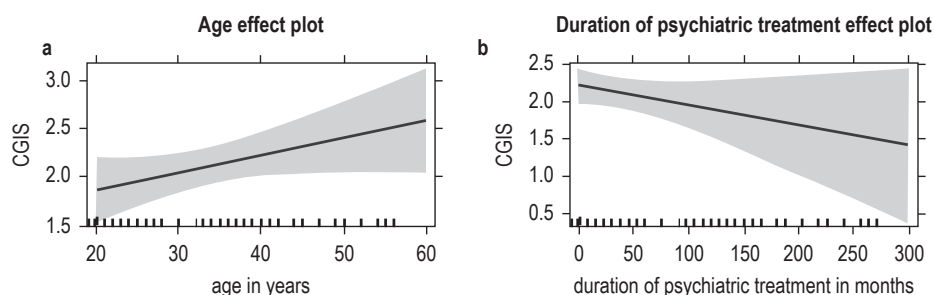 Age effect plot
a
CGIS
3.0
2.5
2.0
1.5
20 30 40 50 60
age in years
Duration of psychiatric treatment effect plot
b
CGIS
2.5
2.0
1.5
1.0
0.5
0 50 100 150 200 250 300
duration of psychiatric treatment in months